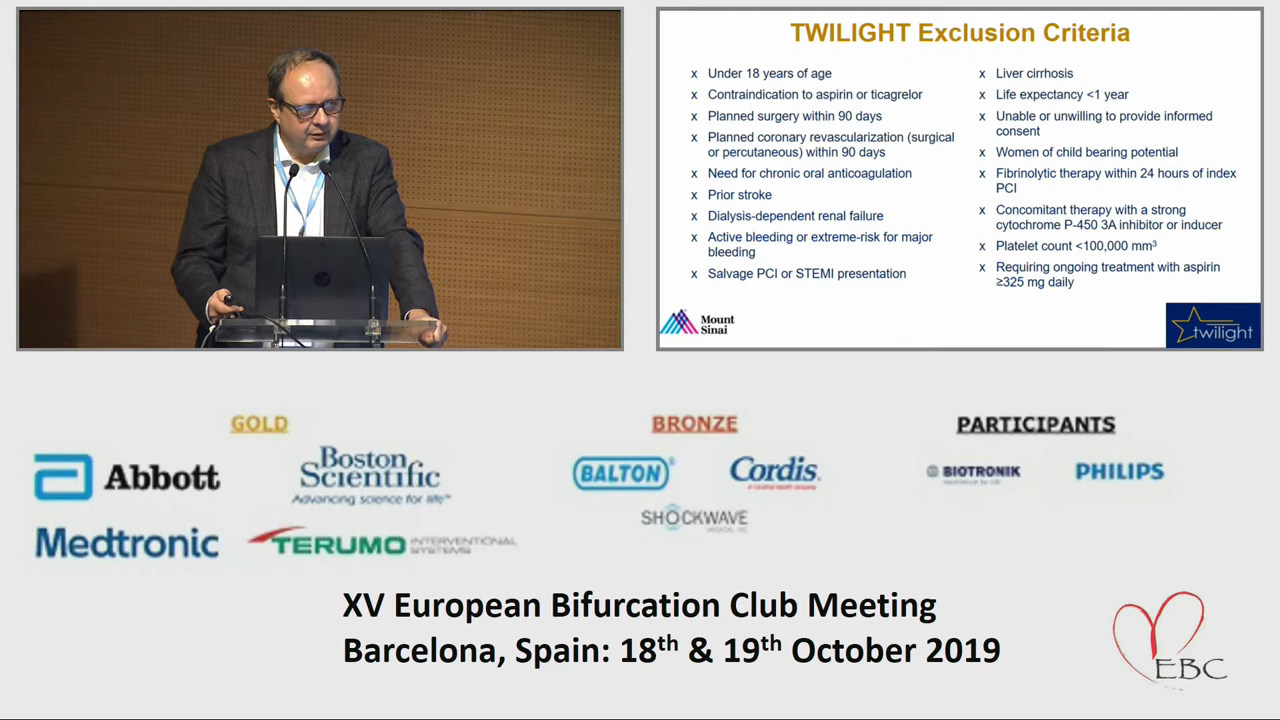 TWILIGHT Exclusion Criteria
x Under 18 years of age
x Contraindication to aspirin or ticagrelor
x Planned surgery within 90 days
x Planned coronary revascularization (surgical
or percutaneous) within 90 days
x Need for chronic oral anticoagulation
x Prior stroke
x Dialysis-dependent renal failure
x Active bleeding or extreme-risk for major
bleeding
x Salvage PCI or STEMI presentation
x Liver cirrhosis
x Life expectancy <1 year
x Unable or unwilling to provide informed
consent
x Women of child bearing potential
x Fibrinolytic therapy within 24 hours of index
PCI
x Concomitant therapy with a strong
cytochrome P-450 3A inhibitor or inducer
x Platelet count <100,000 mm³
x Requiring ongoing treatment with aspirin
≥325 mg daily
Mount
Sinai
twilight
GOLD
Abbott
Boston
Scientific
Advancing science for life™
Medtronic
TERUMO INTERVENTIONAL
SYSTEMS
BRONZE
BALTON®
Cordis
SHOCKWAVE
PARTICIPANTS
BIOTRONIK
PHILIPS
XV European Bifurcation Club Meeting
Barcelona, Spain: 18th & 19th October 2019
EBC